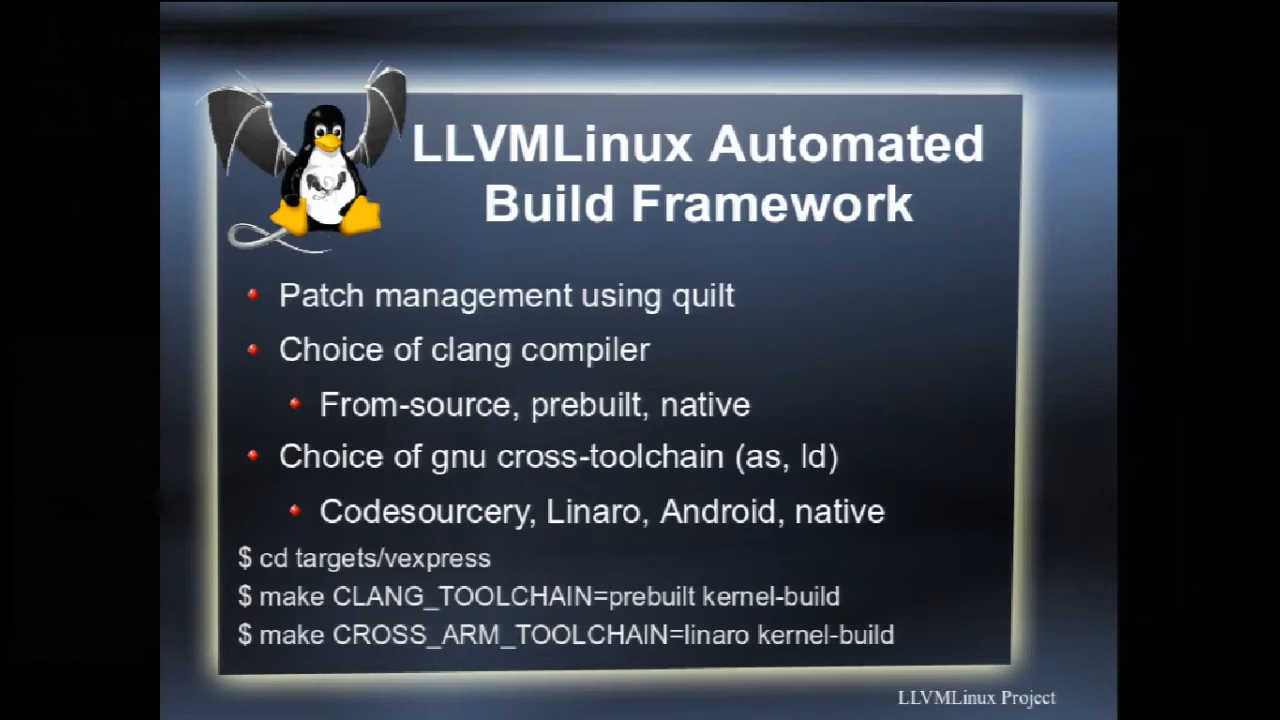 LLVMLinux Automated
Build Framework
Patch management using quilt
Choice of clang compiler
From-source, prebuilt, native
Choice of gnu cross-toolchain (as, ld)
Codesourcery, Linaro, Android, native
$ cd targets/vexpress
$ make CLANG_TOOLCHAIN=prebuilt kernel-build
$ make CROSS_ARM_TOOLCHAIN=linaro kernel-build
LLVMLinux Project